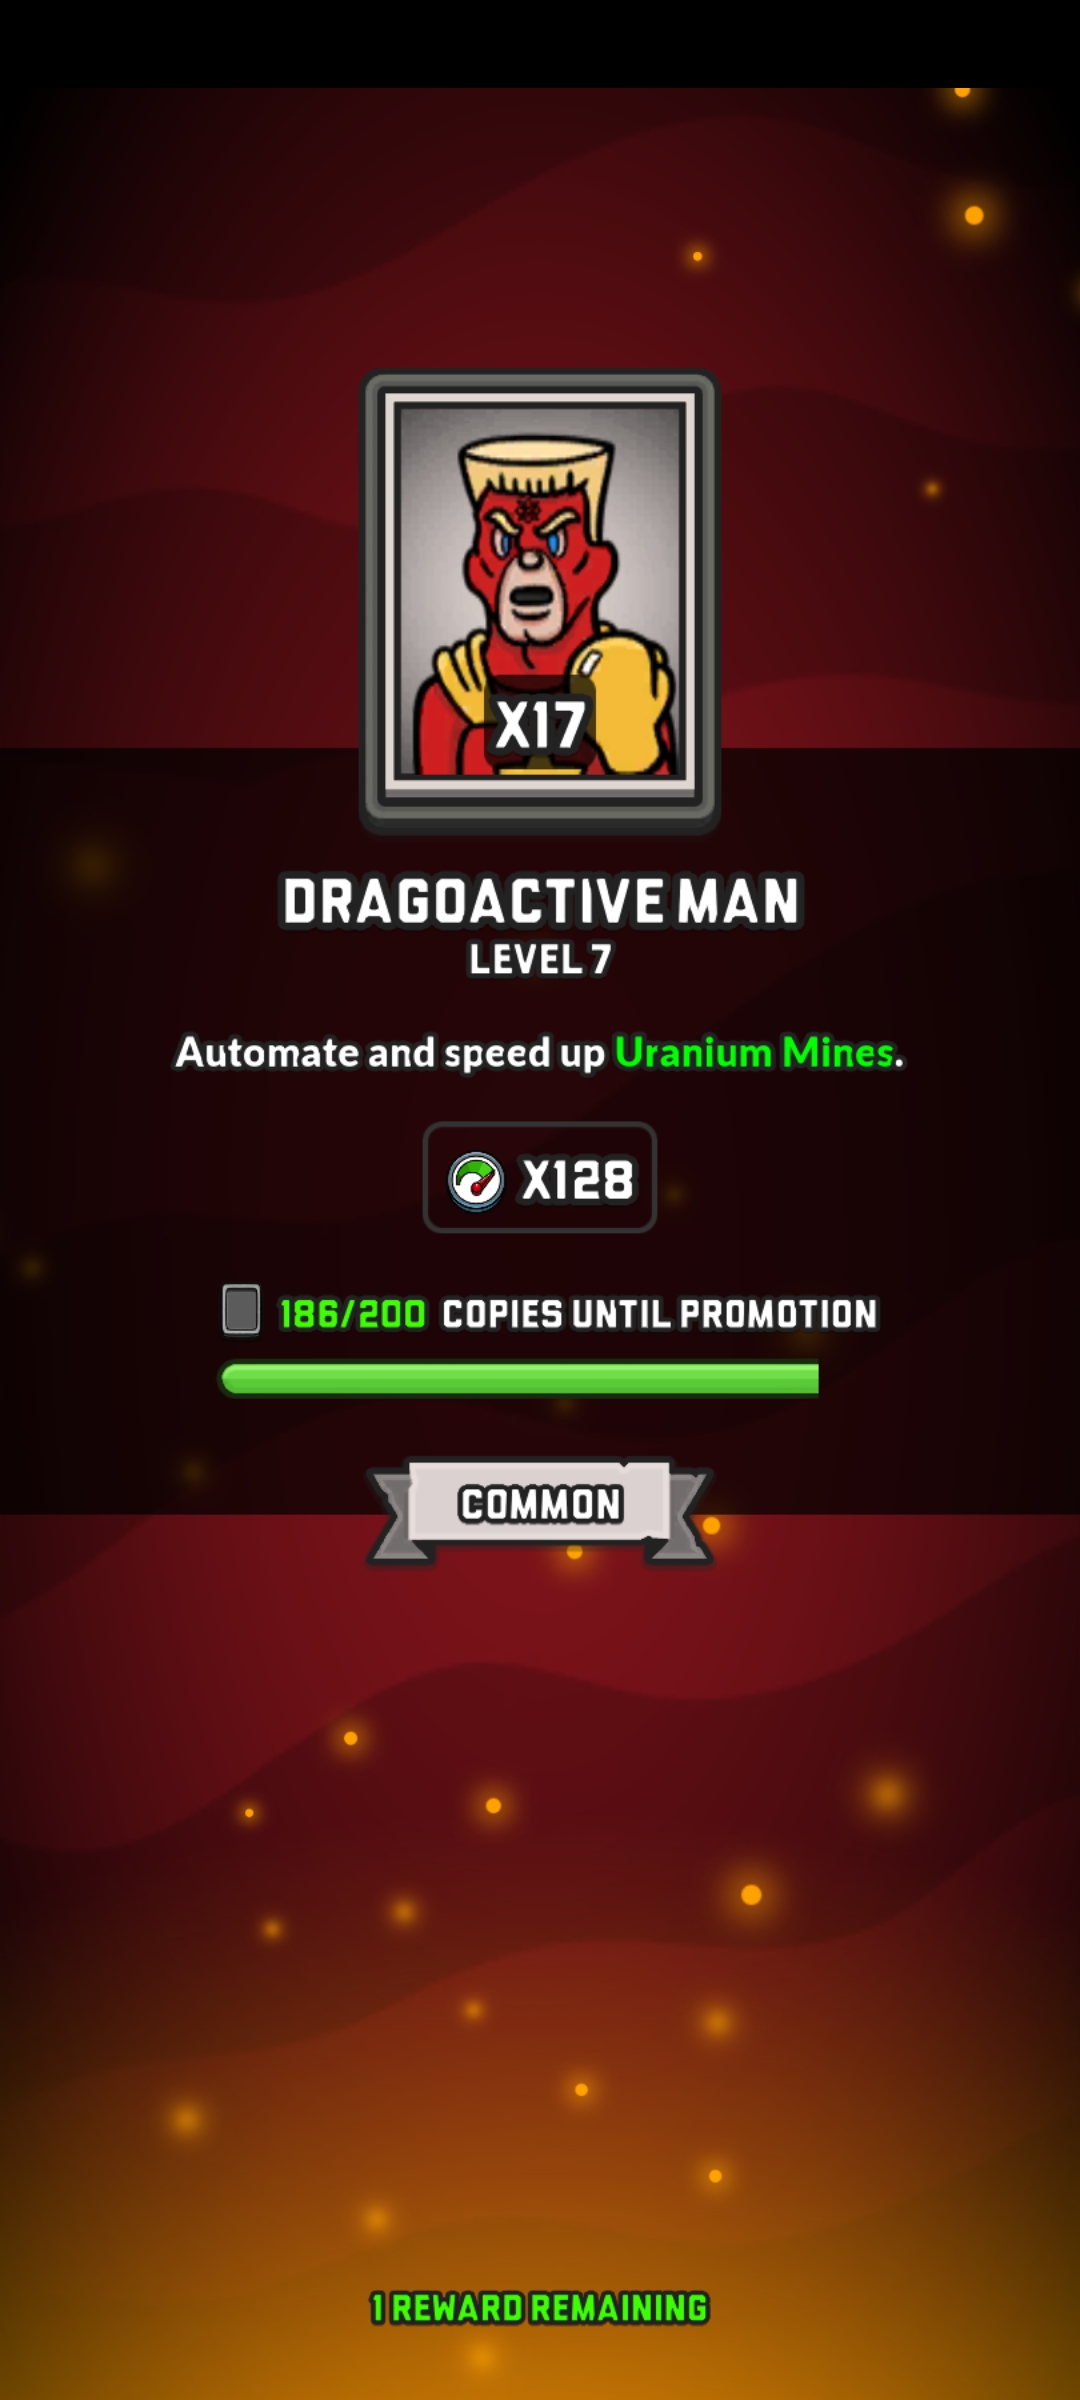 X17
DRAGOACTIVE MAN
LEVEL 7
Automate and speed up Uranium Mines.
X128
186/200 COPIES UNTIL PROMOTION
COMMON
1 REWARD REMAINING